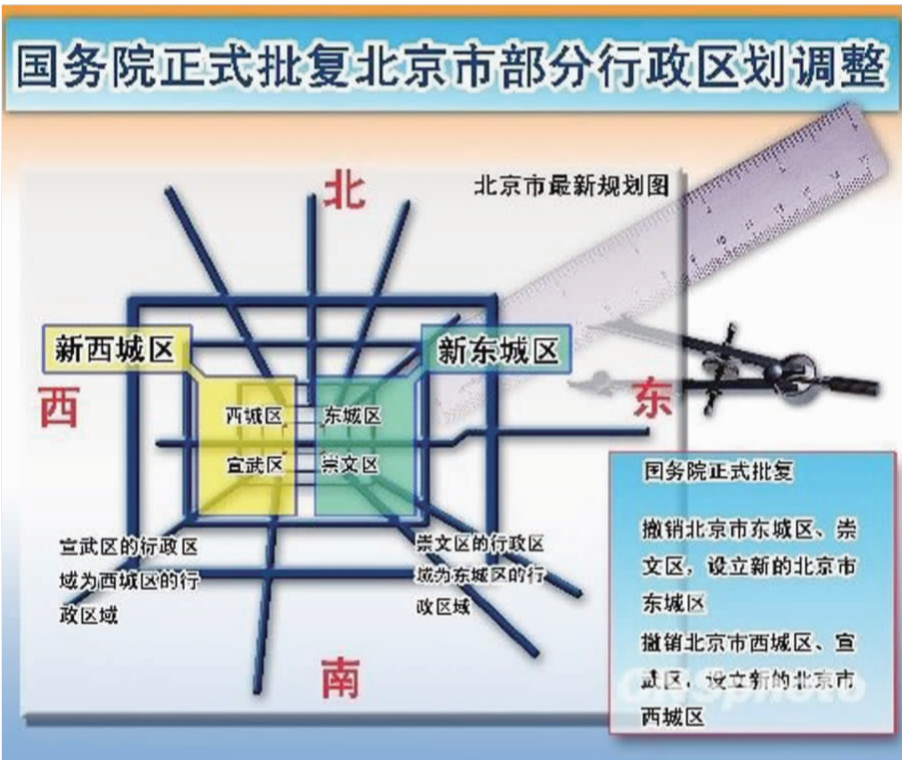 国务院正式批复北京市部分行政区划调整
北京市最新规划图
北
新西城区
新东城区
西
东
西城区
东城区
宣武区
崇文区
宣武区的行政区
域为西城区的行
政区域
崇文区的行政区
域为东城区的行
政区域
南
国务院正式批复
撤销北京市东城区、崇
文区，设立新的北京市
东城区
撤销北京市西城区、宣
武区，设立新的北京市
西城区
CNSphoto